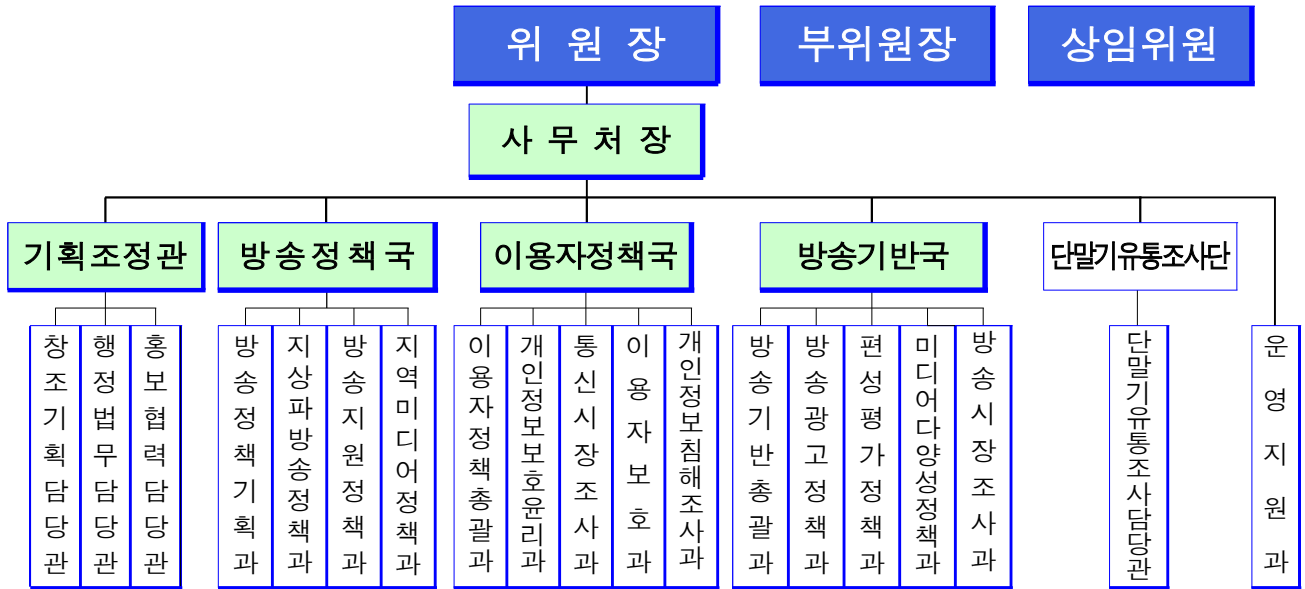 위 원 장
부위원장
상임위원
사 무 처 장
기획조정관
방송정책국
이용자정책국
방송기반국
단말기유통조사단
창조기획담당관
행정법무담당관
홍보협력담당관
방송정책기획과
지상파방송정책과
방송지원정책과
지역미디어정책과
이용자정책총괄과
개인정보보호윤리과
통신시장조사과
이용자보호과
개인정보침해조사과
방송기반총괄과
방송광고정책과
편성평가정책과
미디어다양성정책과
방송시장조사과
단말기유통조사담당관
운영지원과